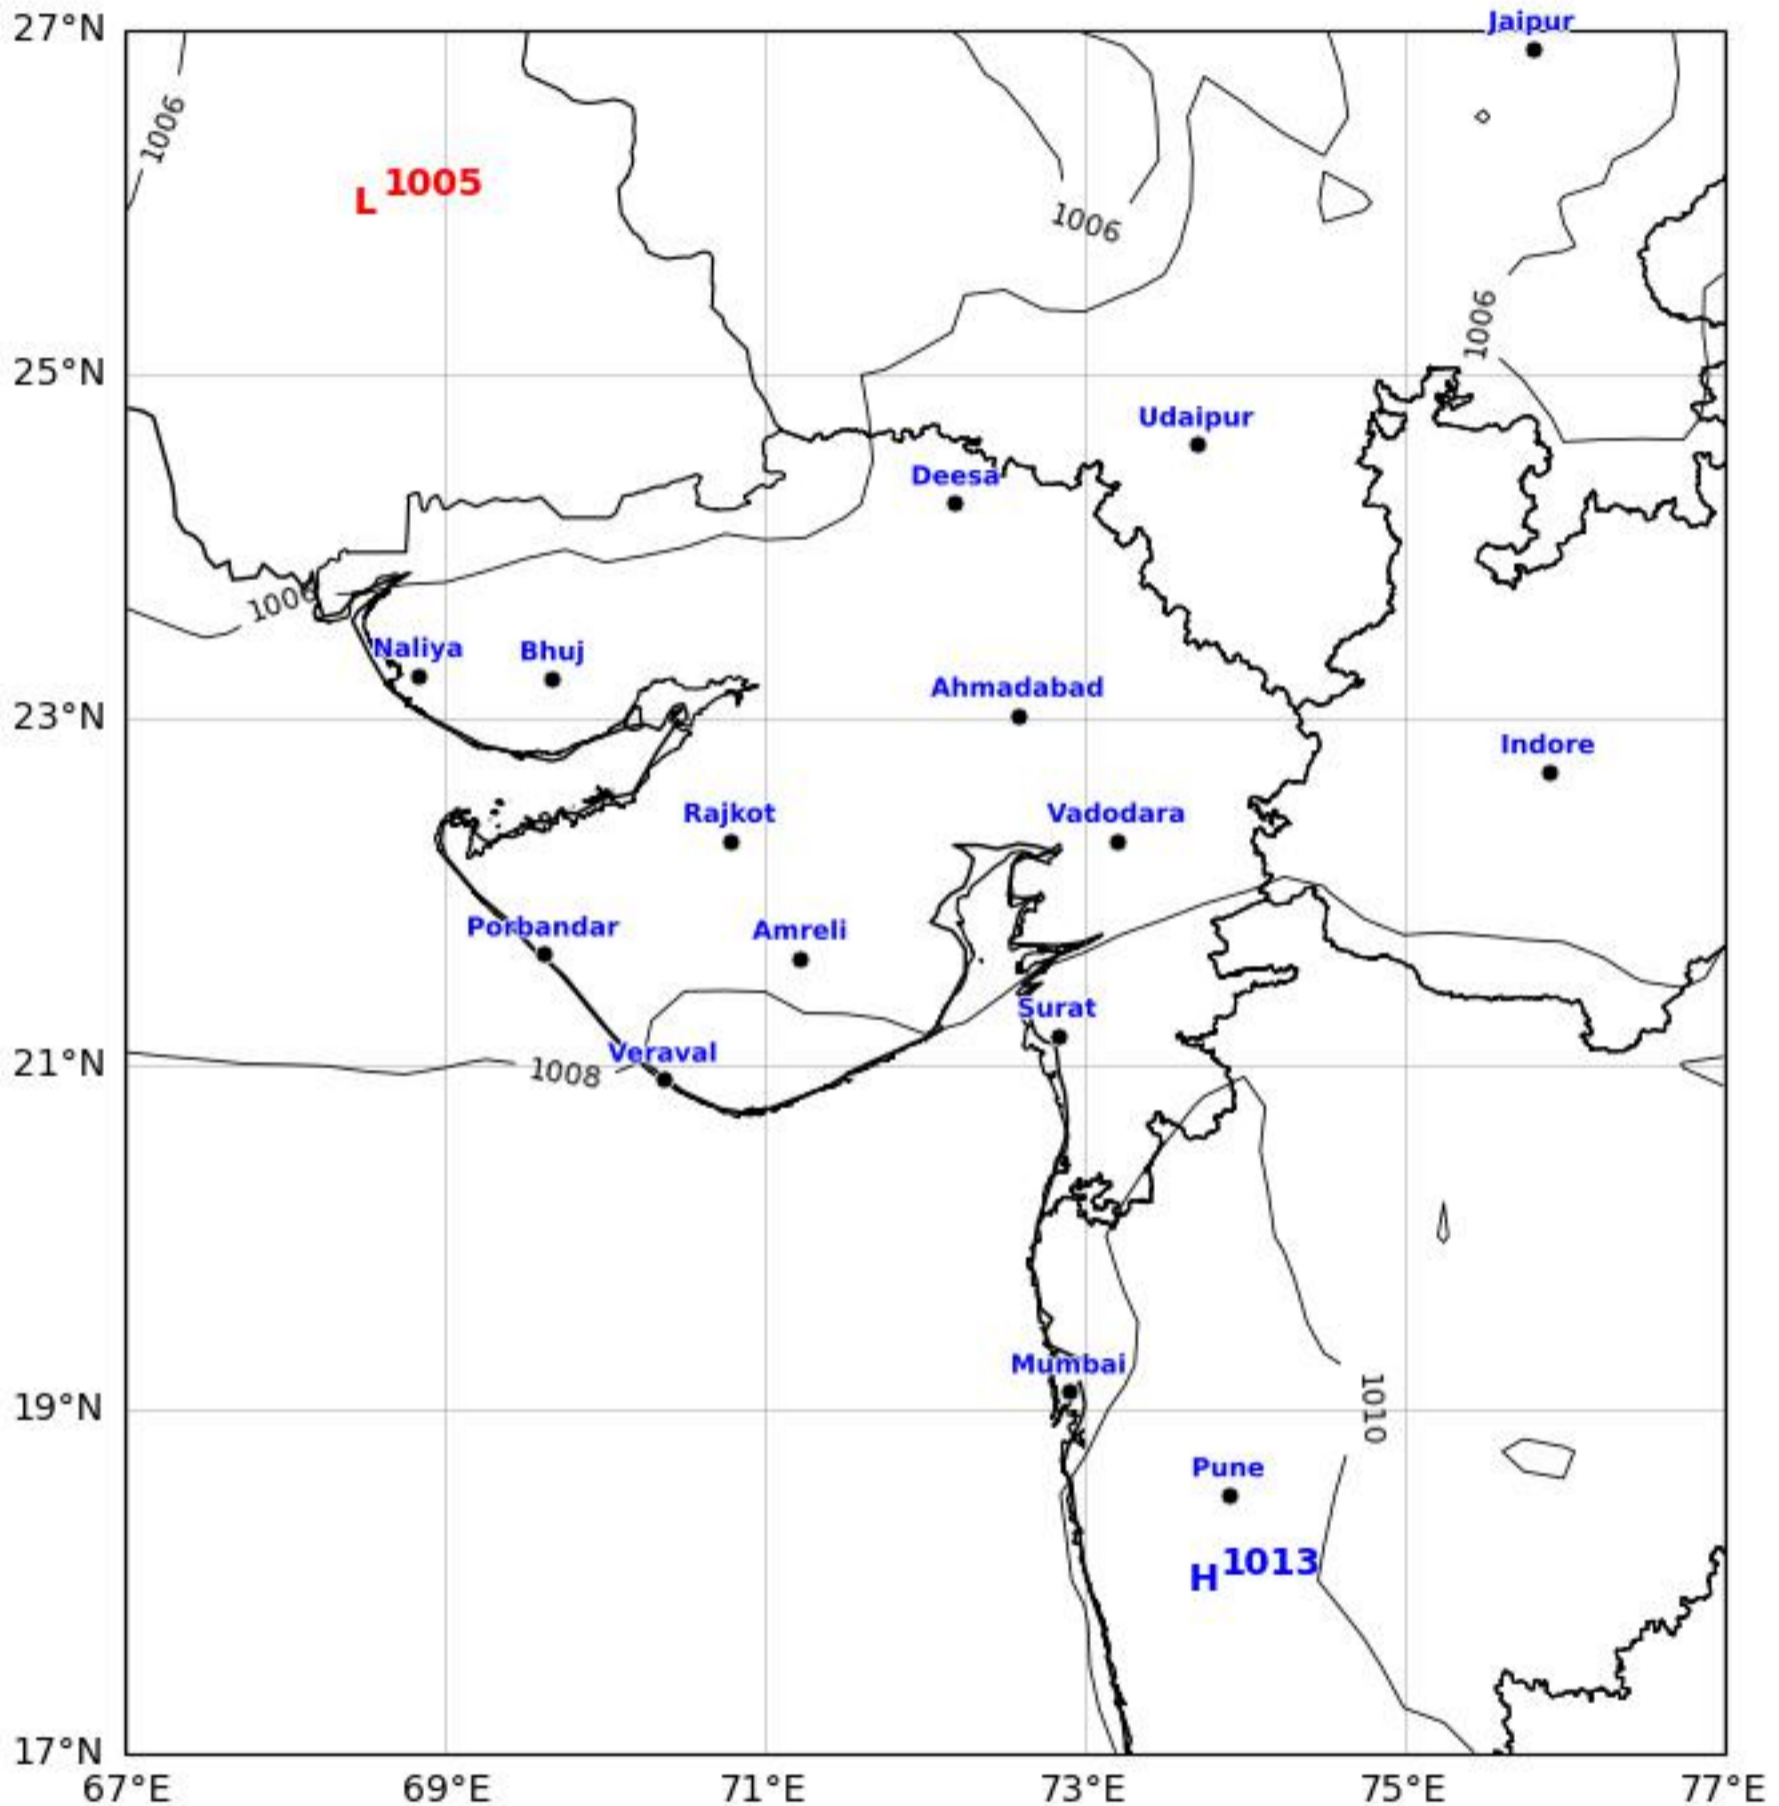 Jaipur
27°N
1006
1005
L
1006
1006
25°N
Udaipur
Deesa
1006
Naliya
Bhuj
Ahmadabad
23°N
Indore
Rajkot
Vadodara
Porbandar
Amreli
Surat
Veraval
21°N
1008
Mumbai
19°N
1010
Pune
1013
H
17°N
67°E
69°E
71°E
73°E
75°E
77°E